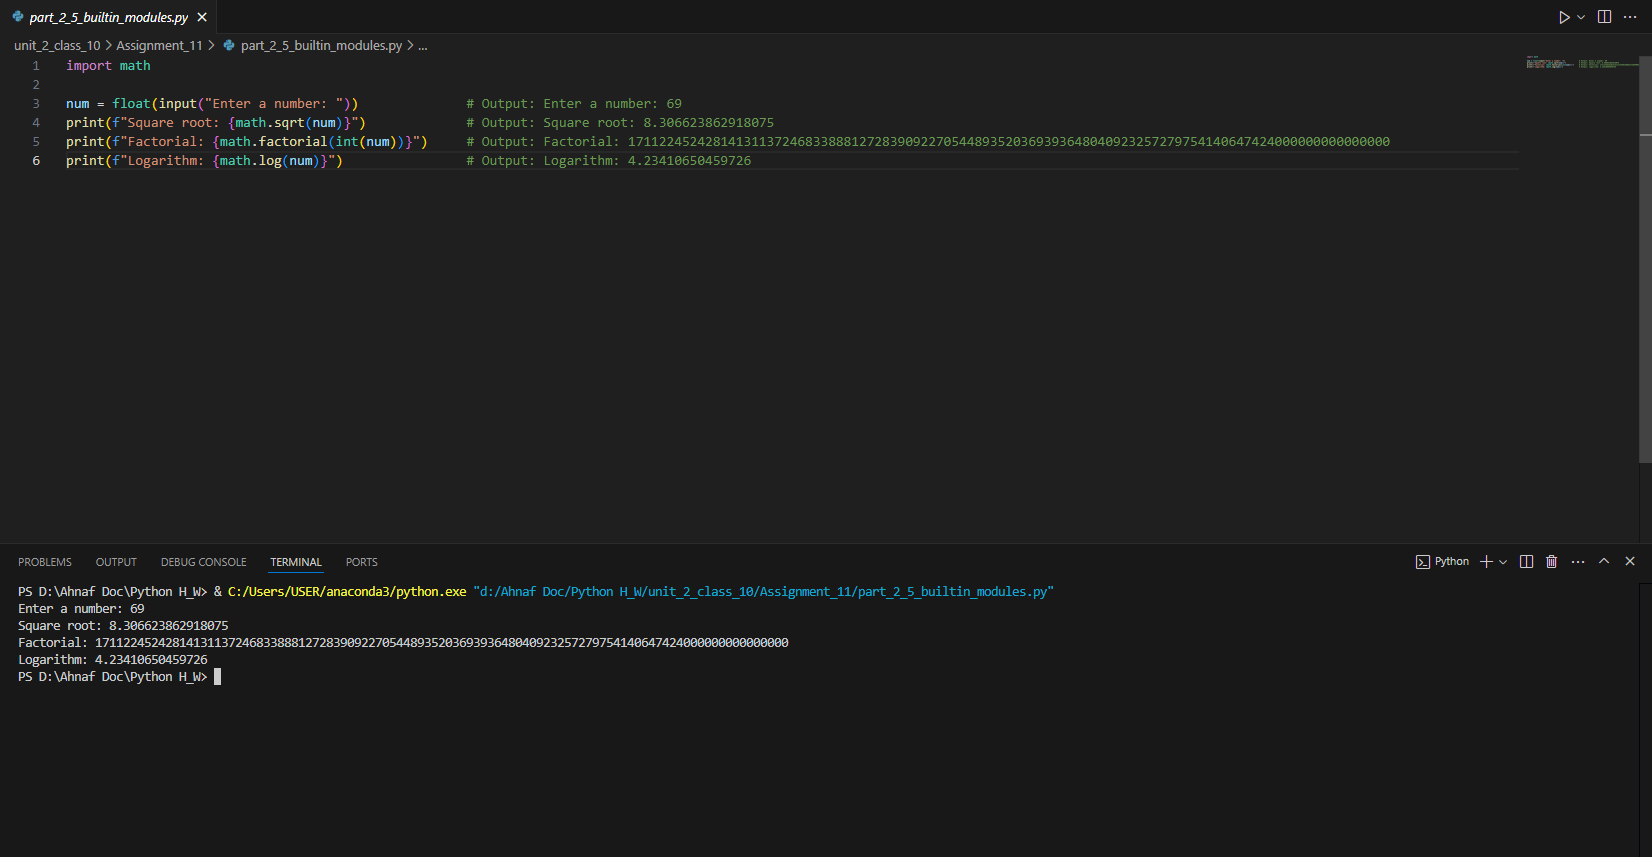 part_2_5_builtin_modules.py
unit_2_class_10 > Assignment_11 > part_2_5_builtin_modules.py > ...
1 import math
2
3 num = float(input("Enter a number: ")) # Output: Enter a number: 69
4 print(f"Square root: {math.sqrt(num)}") # Output: Square root: 8.306623862918075
5 print(f"Factorial: {math.factorial(int(num))}") # Output: Factorial: 171122452428141311372468338881272839092270544893520369393648040923257279754140647424000000000000000
6 print(f"Logarithm: {math.log(num)}") # Output: Logarithm: 4.23410650459726
PROBLEMS OUTPUT DEBUG CONSOLE TERMINAL PORTS Python
PS D:\Ahnaf Doc\Python H_W> & C:/Users/USER/anaconda3/python.exe "d:/Ahnaf Doc/Python H_W/unit_2_class_10/Assignment_11/part_2_5_builtin_modules.py"
Enter a number: 69
Square root: 8.306623862918075
Factorial: 171122452428141311372468338881272839092270544893520369393648040923257279754140647424000000000000000
Logarithm: 4.23410650459726
PS D:\Ahnaf Doc\Python H_W>